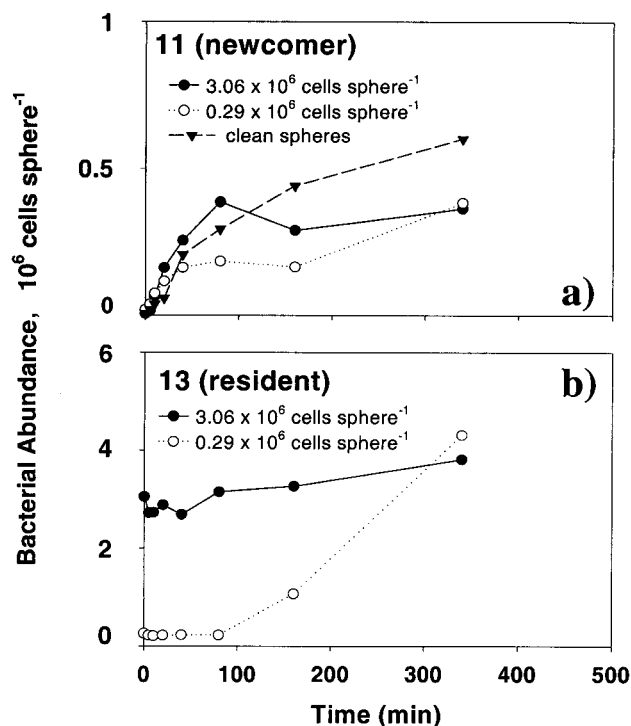 Bacterial Abundance, 10⁶ cells sphere⁻¹
1
0.5
0
11 (newcomer)
3.06 x 10⁶ cells sphere⁻¹
0.29 x 10⁶ cells sphere⁻¹
clean spheres
a)
6
4
2
0
13 (resident)
b)
3.06 x 10⁶ cells sphere⁻¹
0.29 x 10⁶ cells sphere⁻¹
0 100 200 300 400 500
Time (min)